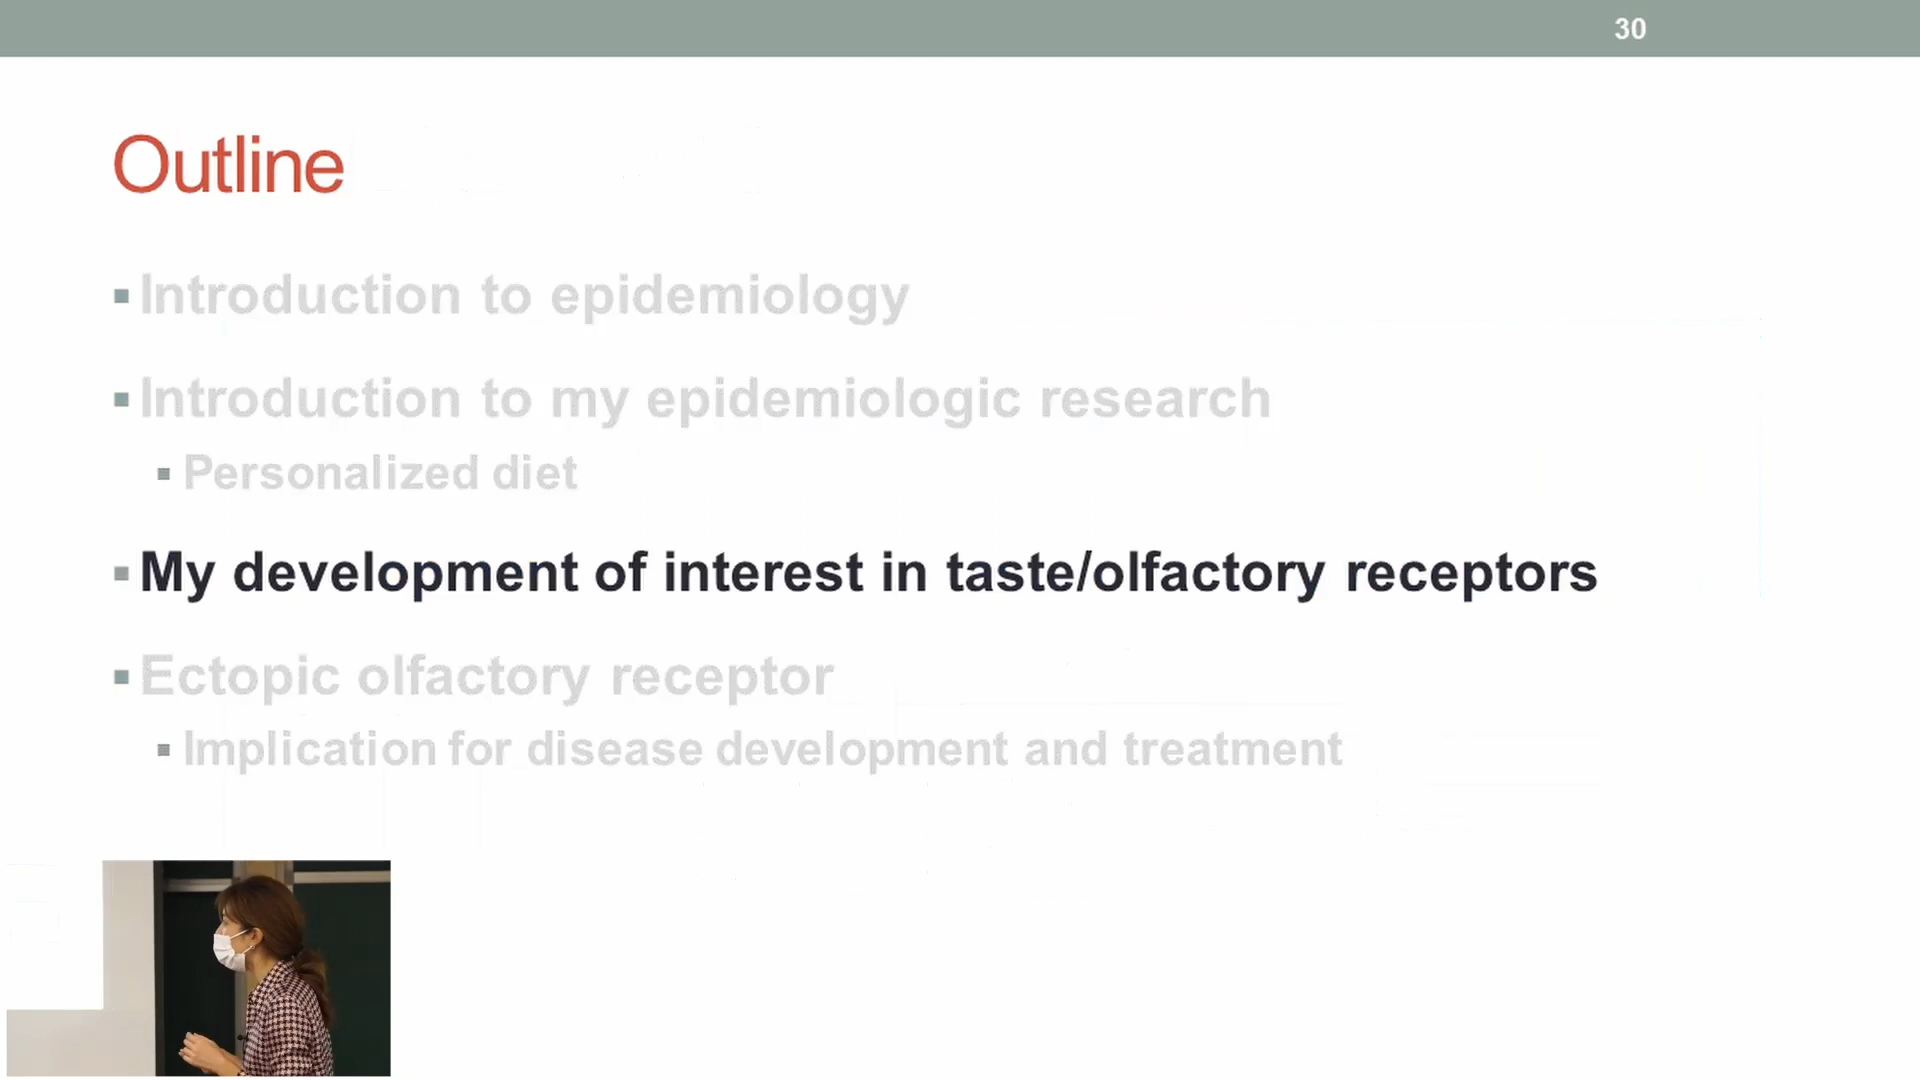 30
Outline
▪ Introduction to epidemiology
▪ Introduction to my epidemiologic research
▪ Personalized diet
▪ My development of interest in taste/olfactory receptors
▪ Ectopic olfactory receptor
▪ Implication for disease development and treatment